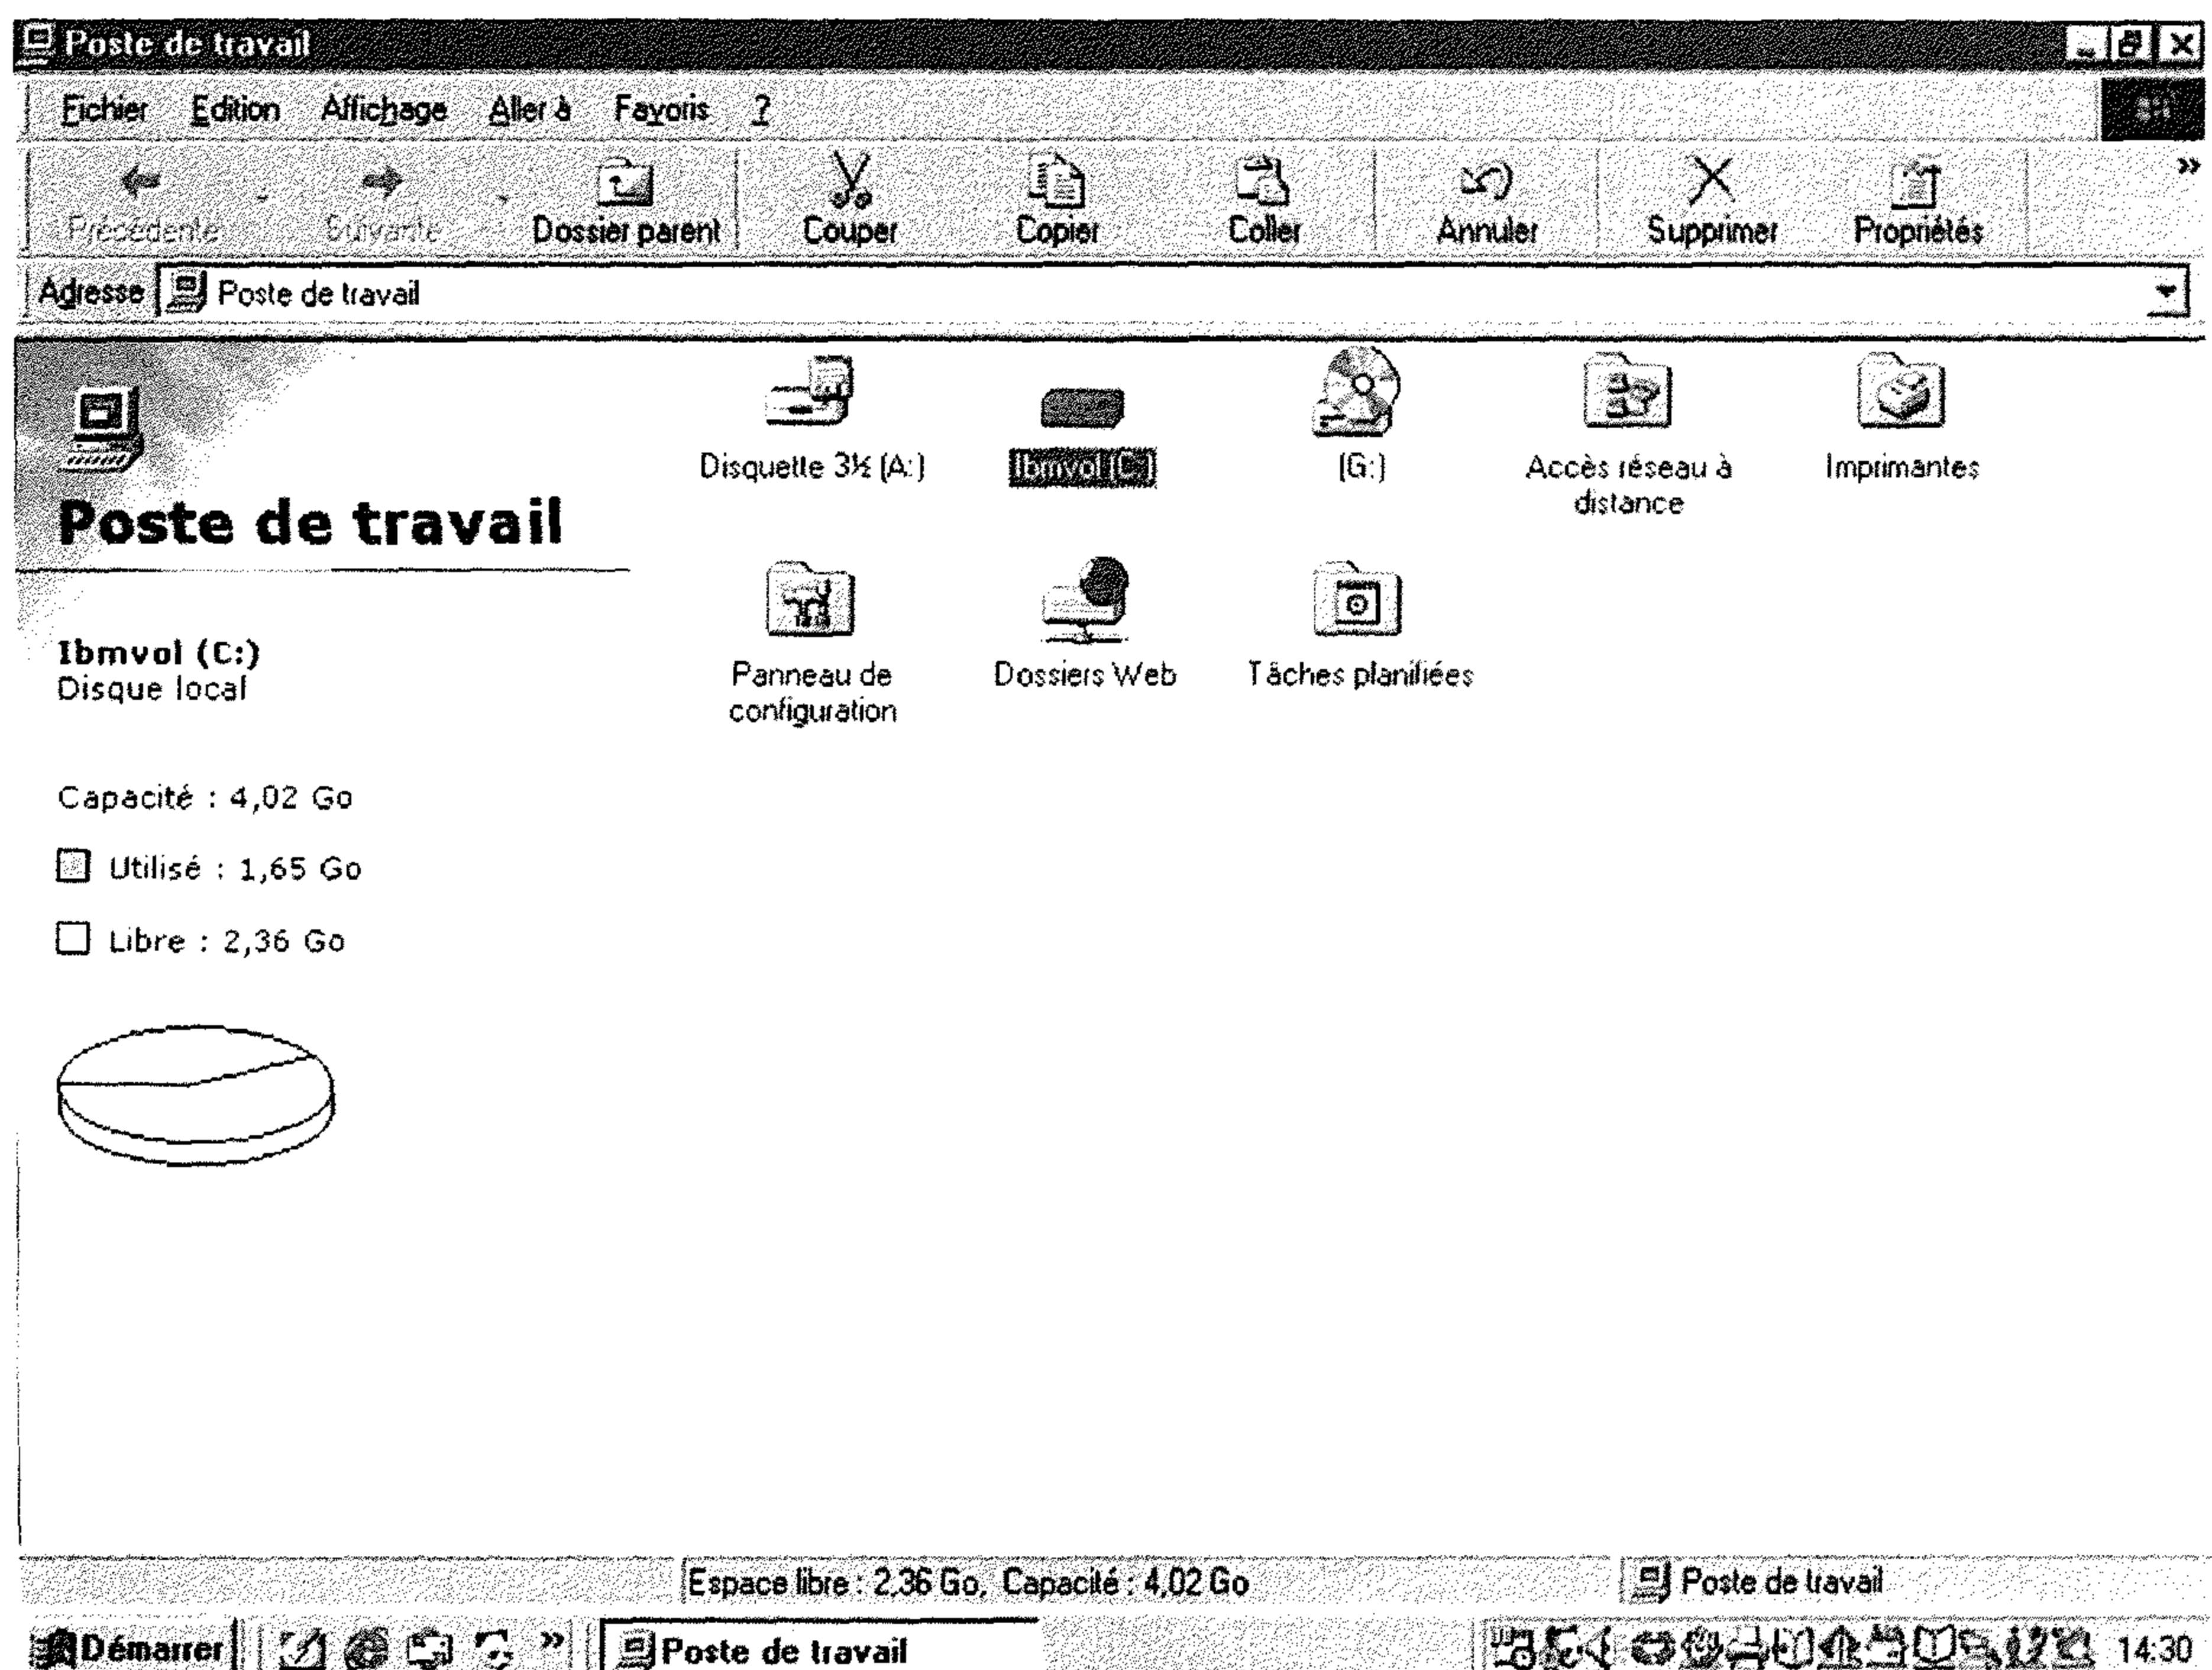 Poste de travail
Fichier Edition Affichage Aller à Favoris ?
Précédente Suivante Dossier parent Couper Copier Coller Annuler Supprimer Propriétés »
Adresse Poste de travail
Disquette 3½ (A:) Ibmvol (C:) (G:) Accès réseau à distance Imprimantes
Poste de travail
Panneau de configuration Dossiers Web Tâches planifiées
Ibmvol (C:)
Disque local
Capacité : 4,02 Go
Utilisé : 1,65 Go
Libre : 2,36 Go
Espace libre : 2,36 Go, Capacité : 4,02 Go Poste de travail
Démarrer » Poste de travail 14:30